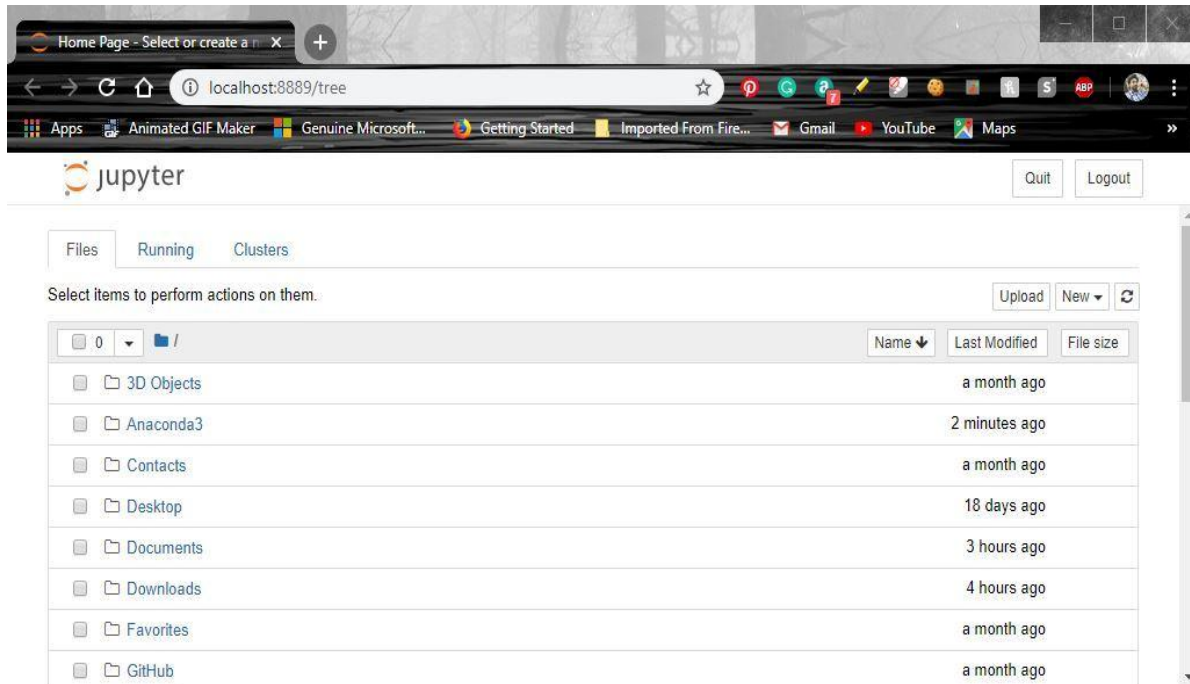 Home Page - Select or create a n
localhost:8889/tree
7 ABP
Apps Animated GIF Maker Genuine Microsoft... Getting Started Imported From Fire... Gmail YouTube Maps »
jupyter Quit Logout
Files Running Clusters
Select items to perform actions on them. Upload New
0 / Name Last Modified File size
3D Objects a month ago
Anaconda3 2 minutes ago
Contacts a month ago
Desktop 18 days ago
Documents 3 hours ago
Downloads 4 hours ago
Favorites a month ago
GitHub a month ago